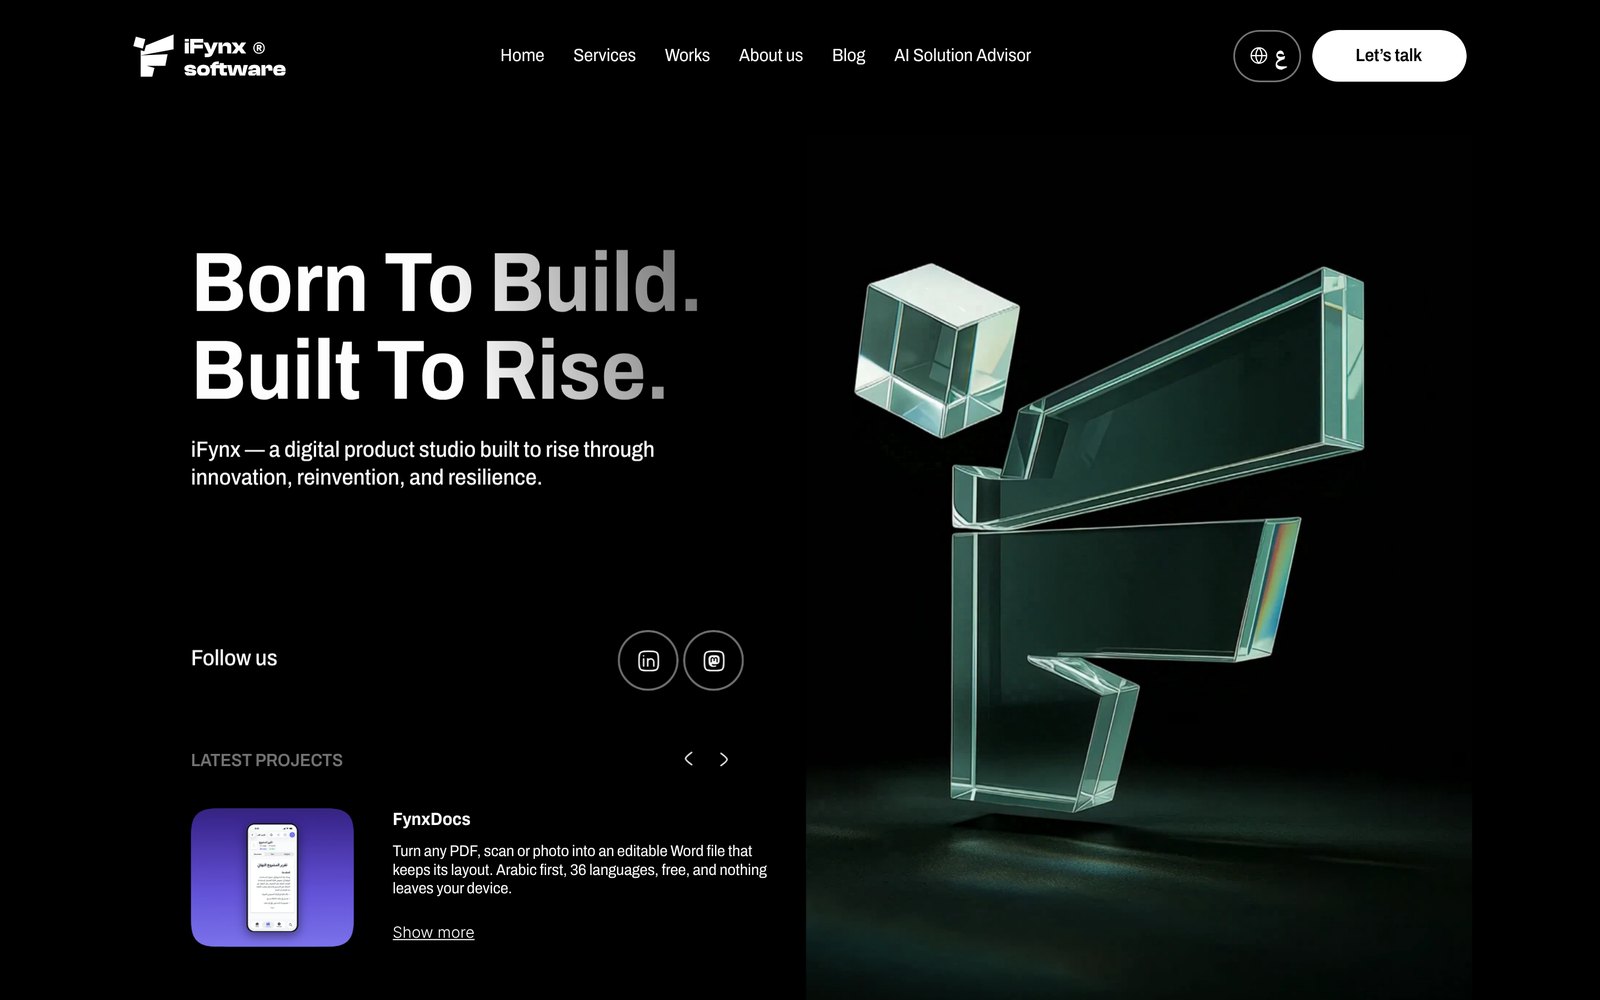 iFynx ®
software
Home
Services
Works
About us
Blog
AI Solution Advisor
ع
Let’s talk
Born To Build.
Built To Rise.
iFynx — a digital product studio built to rise through
innovation, reinvention, and resilience.
Follow us
in
LATEST PROJECTS
FynxDocs
Turn any PDF, scan or photo into an editable Word file that
keeps its layout. Arabic first, 36 languages, free, and nothing
leaves your device.
Show more